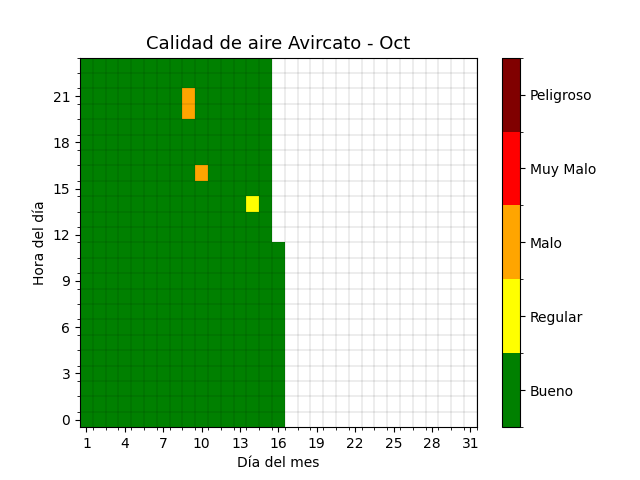 Calidad de aire Avircato - Oct
Hora del día
21
18
15
12
9
6
3
0
1 4 7 10 13 16 19 22 25 28 31
Día del mes
Peligroso
Muy Malo
Malo
Regular
Bueno